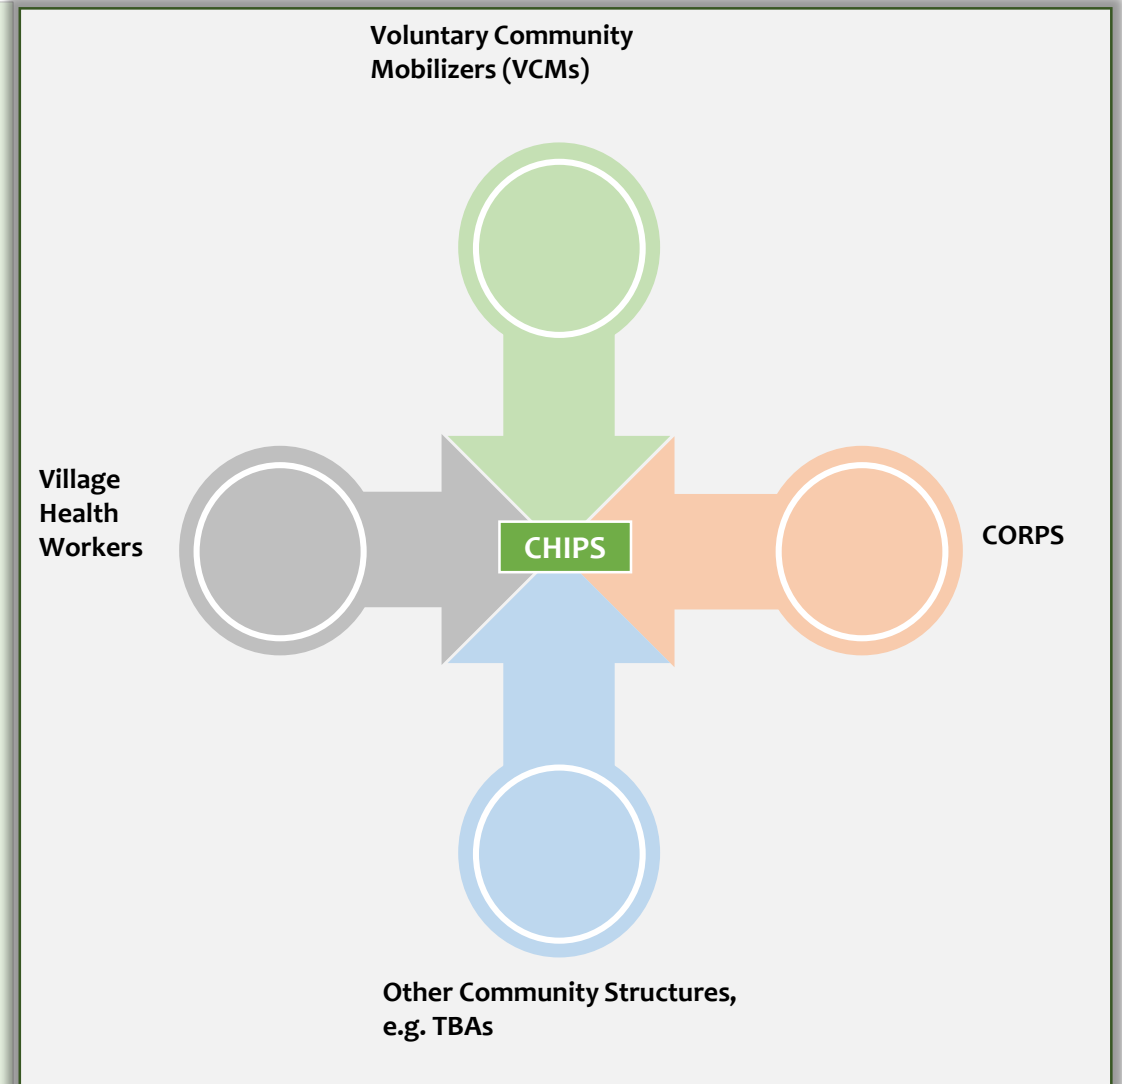 Voluntary Community
Mobilizers (VCMs)
Village
Health
Workers
CHIPS
CORPS
Other Community Structures,
e.g. TBAs